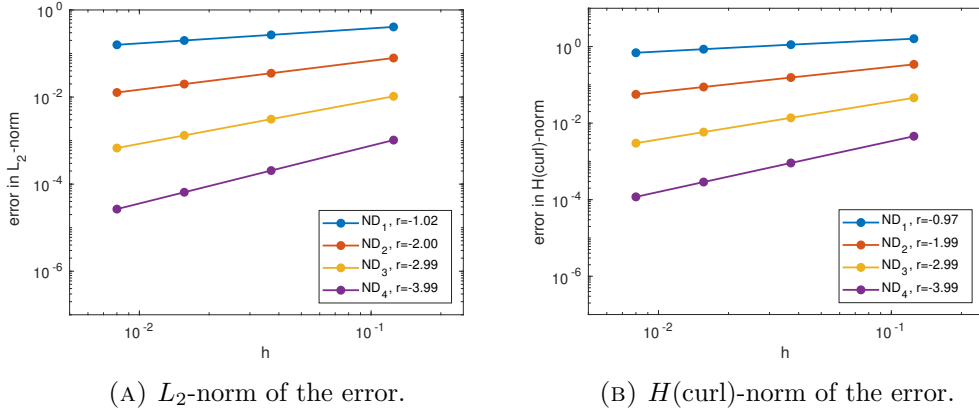 10^0
10^-2
10^-4
10^-6
error in L_2-norm
ND_1, r=-1.02
ND_2, r=-2.00
ND_3, r=-2.99
ND_4, r=-3.99
10^-2
10^-1
h
(A) L_2-norm of the error.
10^0
10^-2
10^-4
10^-6
error in H(curl)-norm
ND_1, r=-0.97
ND_2, r=-1.99
ND_3, r=-2.99
ND_4, r=-3.99
10^-2
10^-1
h
(B) H(curl)-norm of the error.